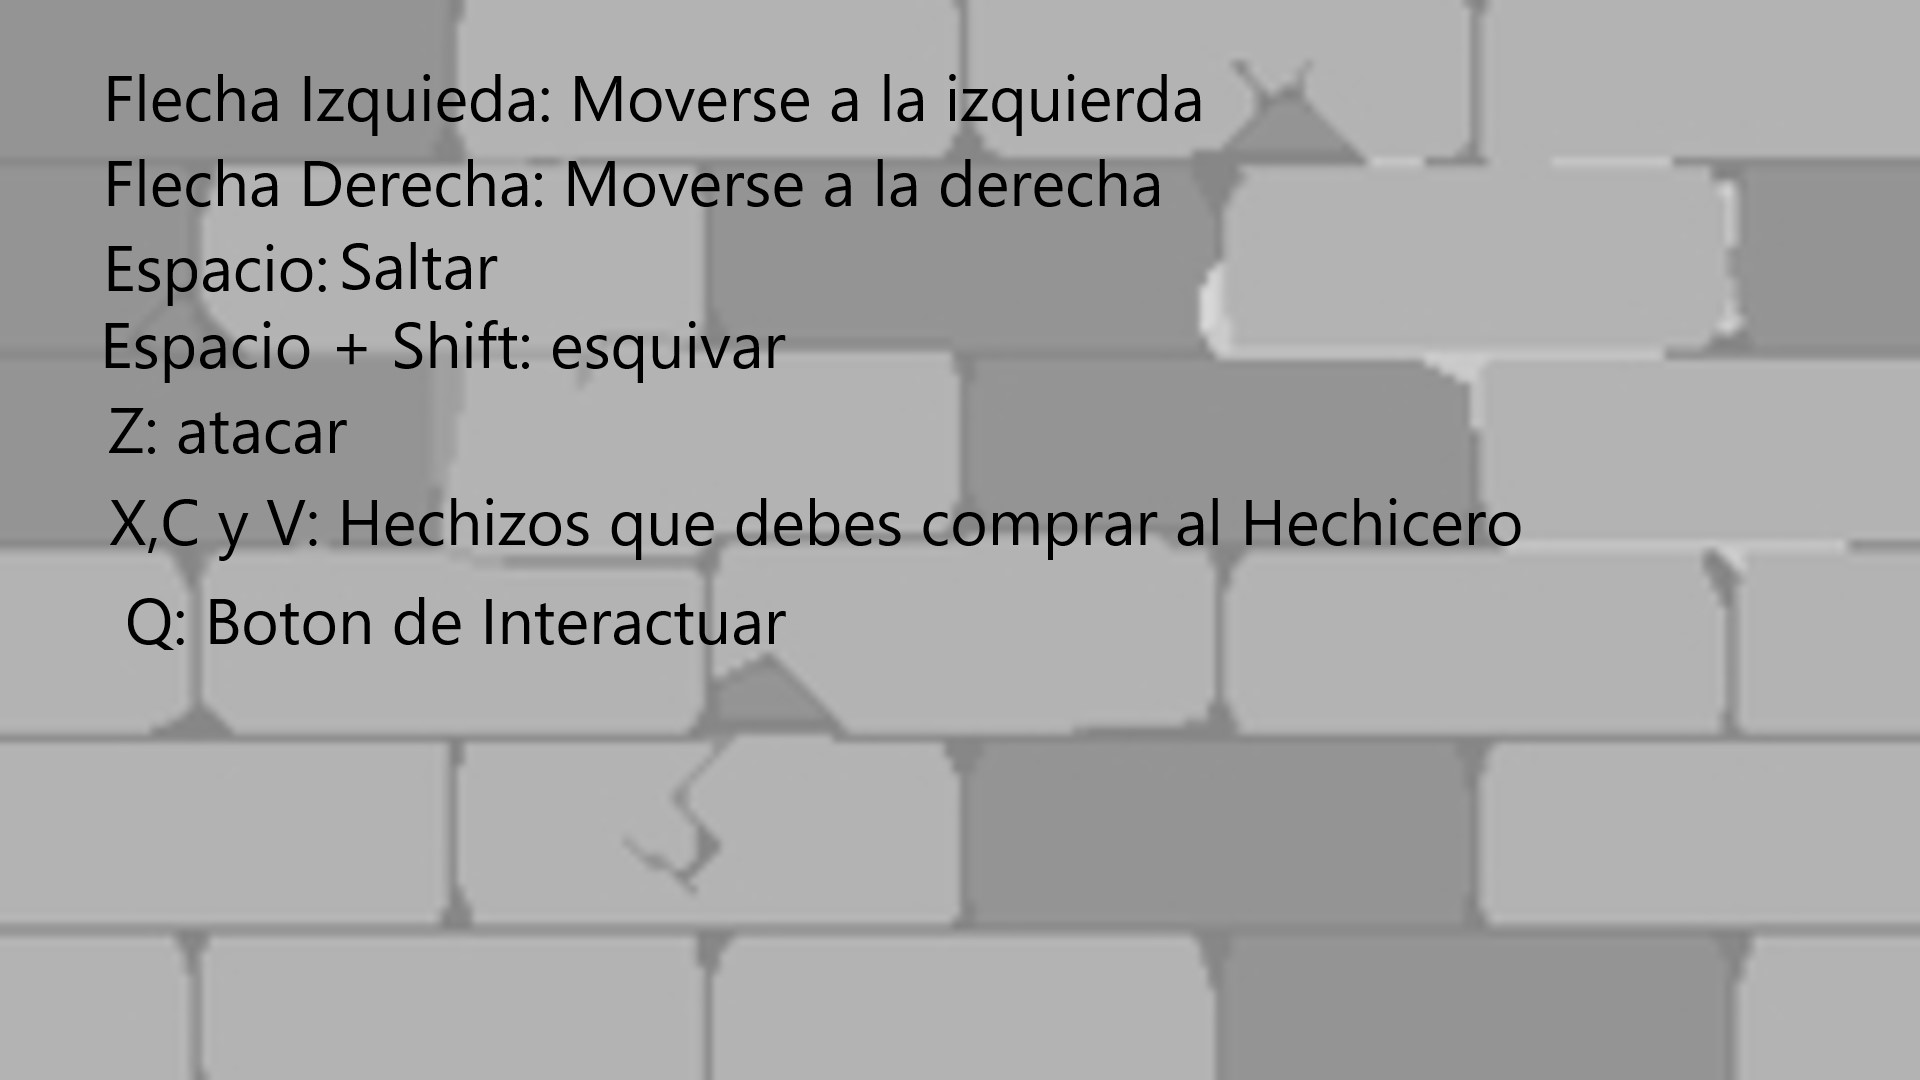 Flecha Izquieda: Moverse a la izquierda
Flecha Derecha: Moverse a la derecha
Espacio: Saltar
Espacio + Shift: esquivar
Z: atacar
X,C y V: Hechizos que debes comprar al Hechicero
Q: Boton de Interactuar